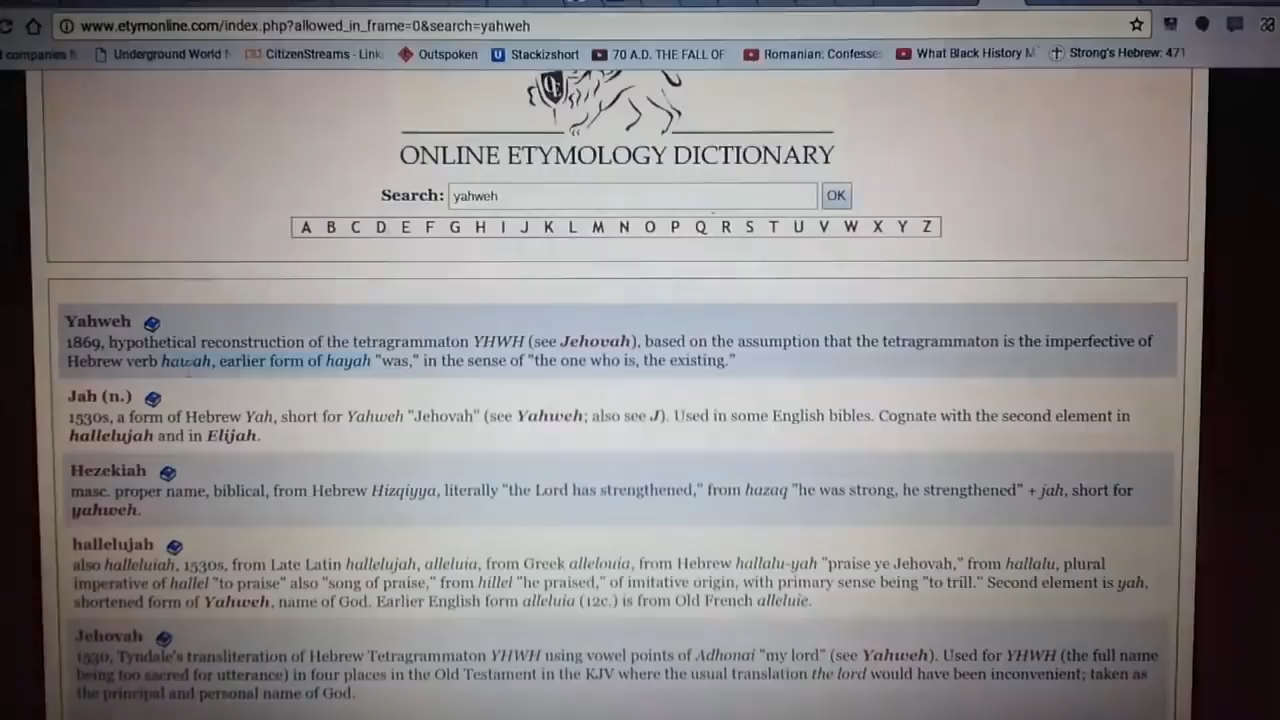 www.etymonline.com/index.php?allowed_in_frame=0&search=yahweh
companies Underground World CitizenStreams - Link Outspoken Stackizshort 70 A.D. THE FALL OF Romanian: Confesse What Black History M Strong's Hebrew: 471
OE
ONLINE ETYMOLOGY DICTIONARY
Search: yahweh OK
A B C D E F G H I J K L M N O P Q R S T U V W X Y Z
Yahweh
1869, hypothetical reconstruction of the tetragrammaton YHWH (see Jehovah), based on the assumption that the tetragrammaton is the imperfective of
Hebrew verb hawah, earlier form of hayah "was," in the sense of "the one who is, the existing."
Jah (n.)
1530s, a form of Hebrew Yah, short for Yahweh "Jehovah" (see Yahweh; also see J). Used in some English bibles. Cognate with the second element in
hallelujah and in Elijah.
Hezekiah
masc. proper name, biblical, from Hebrew Hizqiyya, literally "the Lord has strengthened," from hazaq "he was strong, he strengthened" + jah, short for
yahweh.
hallelujah
also halleluiah, 1530s, from Late Latin hallelujah, alleluia, from Greek allelouia, from Hebrew hallalu-yah "praise ye Jehovah," from hallalu, plural
imperative of hallel "to praise" also "song of praise," from hillel "he praised," of imitative origin, with primary sense being "to trill." Second element is yah,
shortened form of Yahweh, name of God. Earlier English form alleluia (12c.) is from Old French alleluie.
Jehovah
1530, Tyndale's transliteration of Hebrew Tetragrammaton YHWH using vowel points of Adhonai "my lord" (see Yahweh). Used for YHWH (the full name
being too sacred for utterance) in four places in the Old Testament in the KJV where the usual translation the lord would have been inconvenient; taken as
the principal and personal name of God.